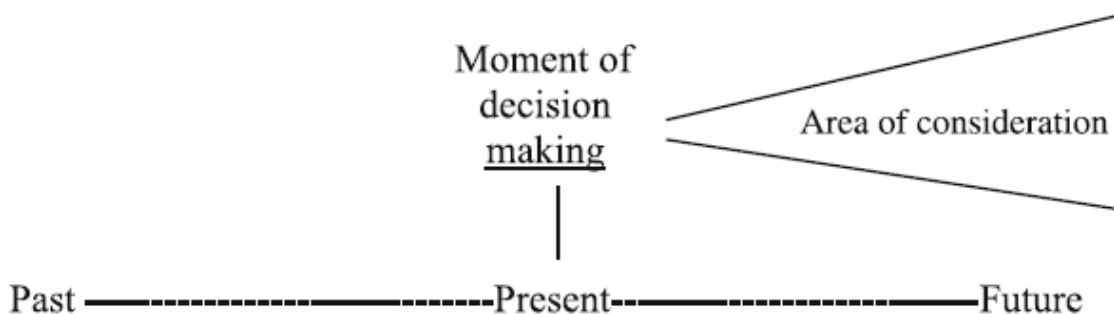 Moment of
decision
making
Area of consideration
Past Present Future